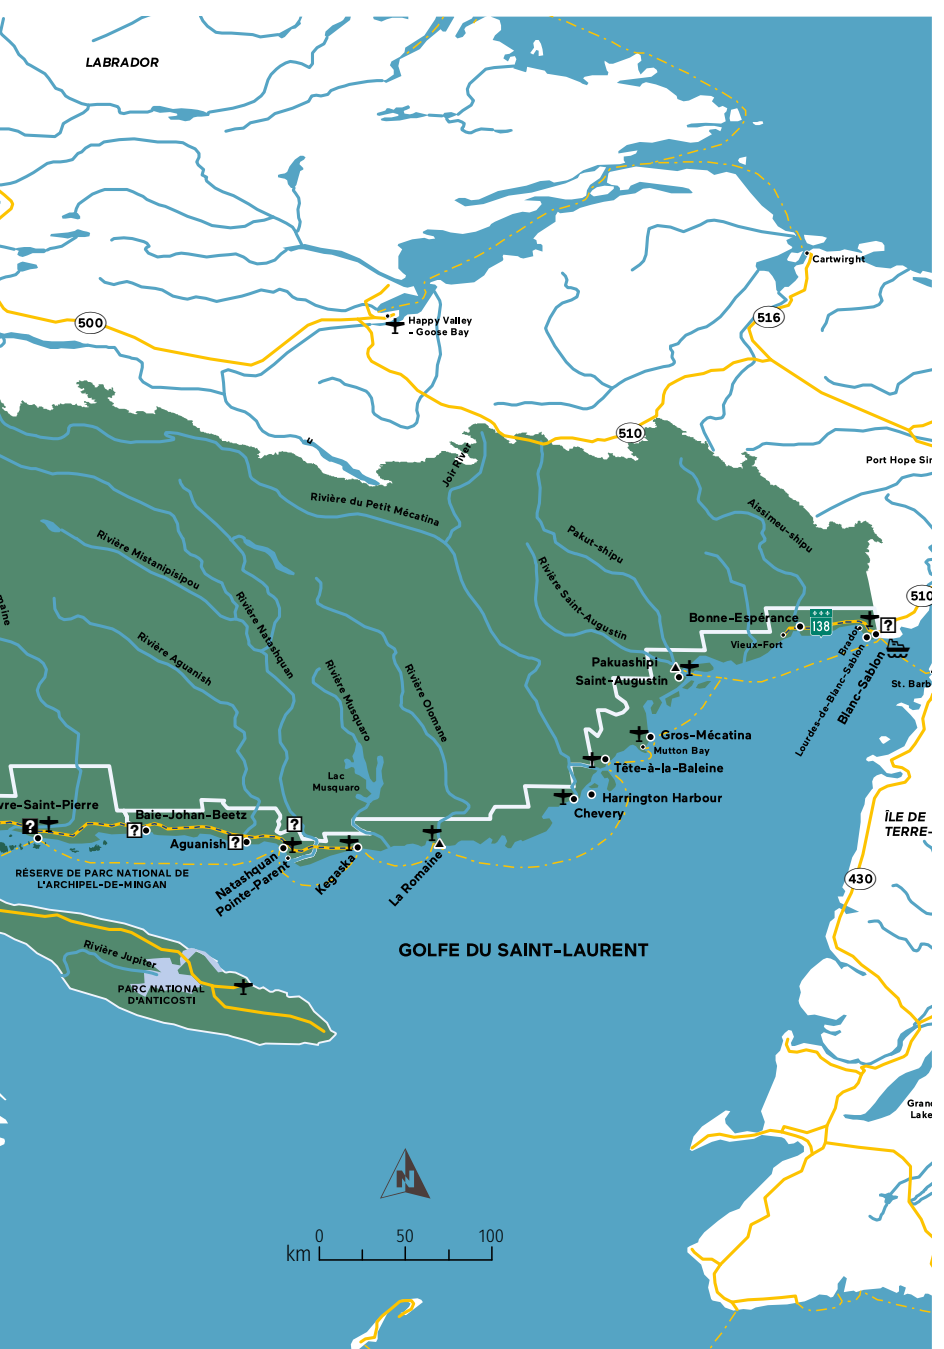 LABRADOR
Cartwirght
516
500
Happy Valley
- Goose Bay
510
Port Hope Sim
Joir River
Rivière du Petit Mécatina
Aissimeu-shipu
Pakut-shipu
Rivière Mistanipisipou
Rivière Saint-Augustin
Rivière Natashquan
maine
510
Bonne-Espérance
138
?
Vieux-Fort
Brador
Lourdes-de-Blanc-Sablon
Blanc-Sablon
Rivière Aguanish
Pakuashipi
Saint-Augustin
St. Barb
Rivière Musquaro
Rivière Olomane
Gros-Mécatina
Mutton Bay
Tête-à-la-Baleine
Lac
Musquaro
Harrington Harbour
Chevery
vre-Saint-Pierre
Baie-Johan-Beetz
?
?
?
Aguanish
?
ÎLE DE
TERRE-
Natashquan
Pointe-Parent
Kegaska
La Romaine
RÉSERVE DE PARC NATIONAL DE
L'ARCHIPEL-DE-MINGAN
430
GOLFE DU SAINT-LAURENT
Rivière Jupiter
PARC NATIONAL
D'ANTICOSTI
Grand
Lake
N
0 50 100
km